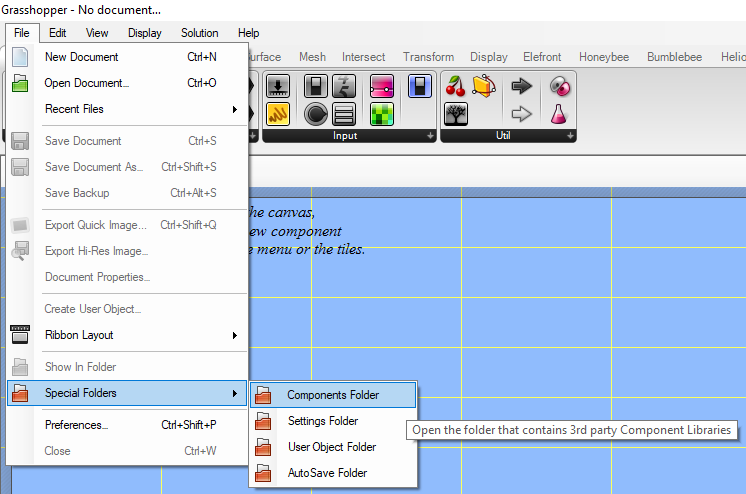 Grasshopper - No document...
File Edit View Display Solution Help
urface Mesh Intersect Transform Display Elefront Honeybee Bumblebee Helio
New Document Ctrl+N
Open Document... Ctrl+O
Recent Files
Input Util
Save Document Ctrl+S
Save Document As... Ctrl+Shift+S
Save Backup Ctrl+Alt+S
he canvas,
Export Quick Image... Ctrl+Shift+Q
ew component
Export Hi-Res Image...
e menu or the tiles.
Document Properties...
Create User Object...
Ribbon Layout
Show In Folder
Special Folders
Components Folder
Settings Folder
Open the folder that contains 3rd party Component Libraries
Preferences... Ctrl+Shift+P
User Object Folder
Close Ctrl+W
AutoSave Folder